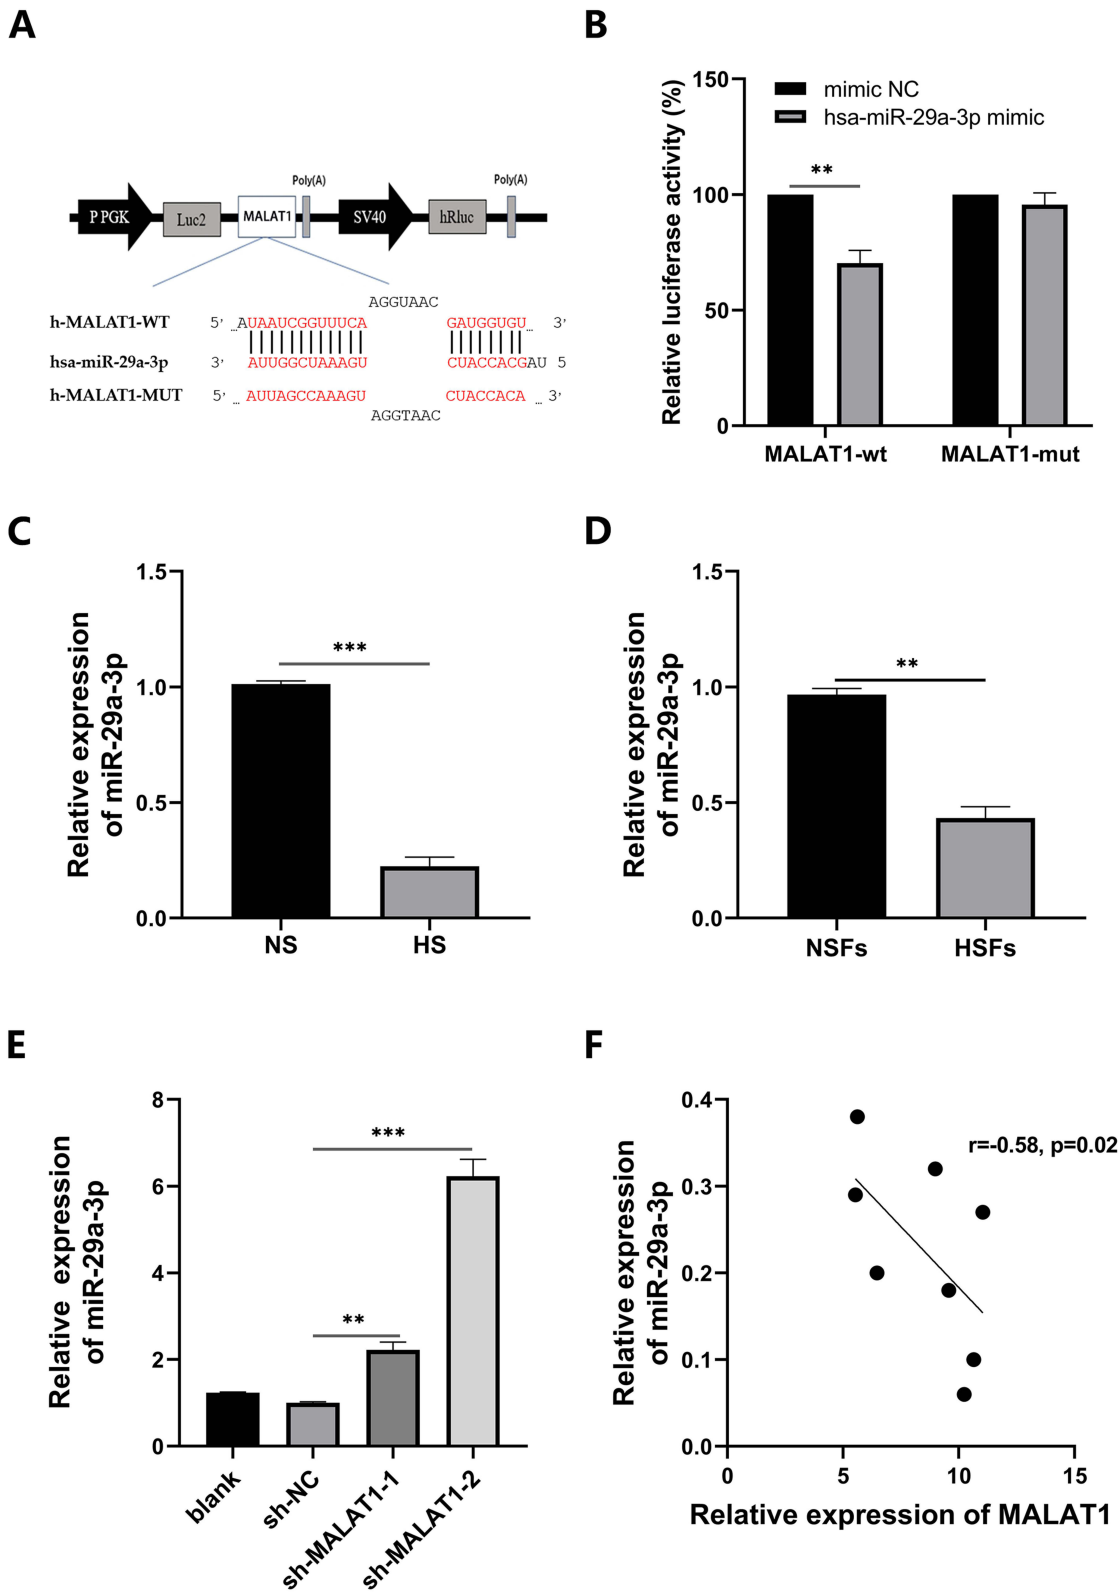 A
Poly(A) Poly(A)
P PGK Luc2 MALAT1 SV40 hRluc
AGGUAAC
h-MALAT1-WT 5' ...AUAAUCGGUUUCA GAUGGUGU... 3'
hsa-miR-29a-3p 3' AUUGGCUAAAGU CUACCACGAU 5
h-MALAT1-MUT 5' ... AUUAGCCAAAGU CUACCACA ... 3'
AGGTAAC
B
Relative luciferase activity (%)
150
100
50
0
mimic NC
hsa-miR-29a-3p mimic
**
MALAT1-wt MALAT1-mut
C
Relative expression
of miR-29a-3p
1.5
1.0
0.5
0.0
***
NS HS
D
Relative expression
of miR-29a-3p
1.5
1.0
0.5
0.0
**
NSFs HSFs
E
Relative expression
of miR-29a-3p
8
6
4
2
0
***
**
blank
sh-NC
sh-MALAT1-1
sh-MALAT1-2
F
Relative expression
of miR-29a-3p
0.4
0.3
0.2
0.1
0.0
r=-0.58, p=0.02
0 5 10 15
Relative expression of MALAT1